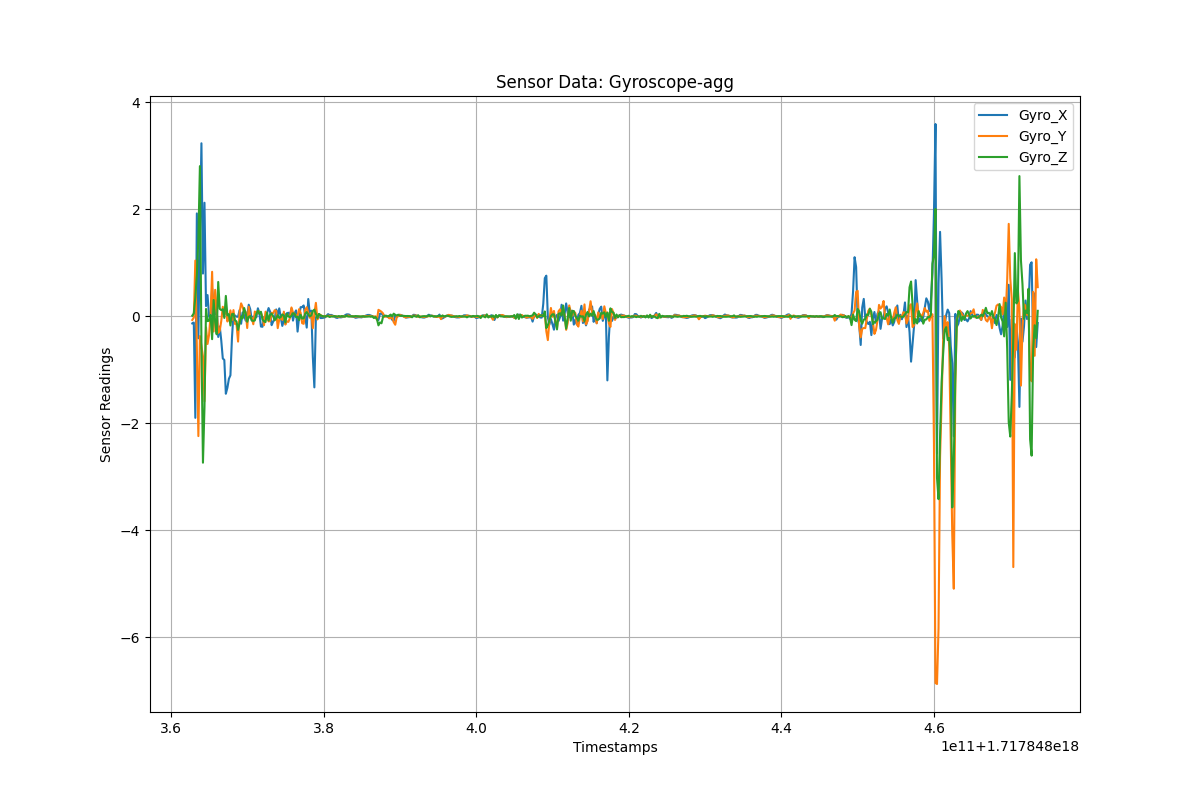 Sensor Data: Gyroscope-agg
Gyro_X
Gyro_Y
Gyro_Z
4
2
0
−2
−4
−6
Sensor Readings
3.6 3.8 4.0 4.2 4.4 4.6
Timestamps
1e11+1.717848e18